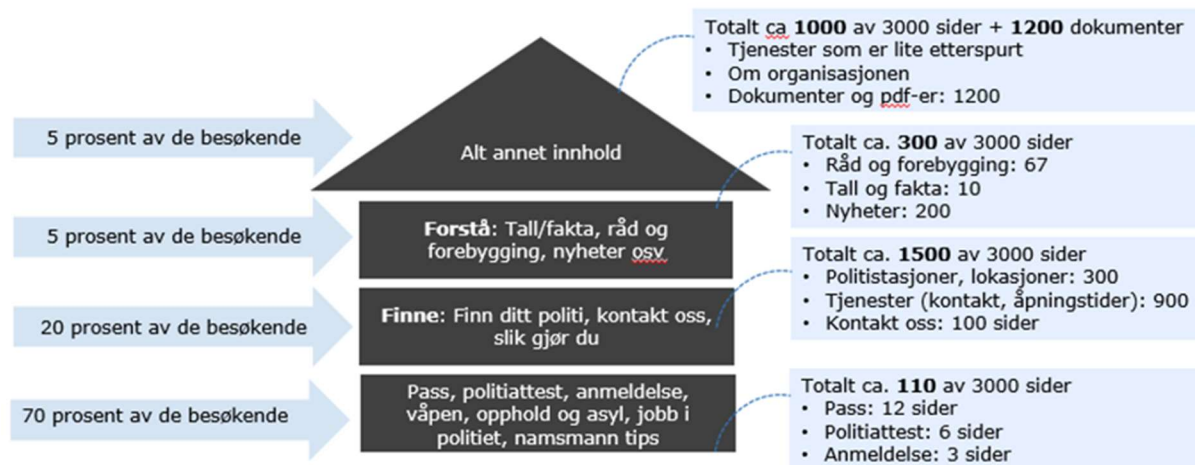 Totalt ca 1000 av 3000 sider + 1200 dokumenter
• Tjenester som er lite etterspurt
• Om organisasjonen
• Dokumenter og pdf-er: 1200
5 prosent av de besøkende
Alt annet innhold
Totalt ca. 300 av 3000 sider
• Råd og forebygging: 67
• Tall og fakta: 10
• Nyheter: 200
5 prosent av de besøkende
Forstå: Tall/fakta, råd og
forebygging, nyheter osv
Totalt ca. 1500 av 3000 sider
• Politistasjoner, lokasjoner: 300
• Tjenester (kontakt, åpningstider): 900
• Kontakt oss: 100 sider
20 prosent av de besøkende
Finne: Finn ditt politi, kontakt oss,
slik gjør du
Totalt ca. 110 av 3000 sider
• Pass: 12 sider
• Politiattest: 6 sider
• Anmeldelse: 3 sider
70 prosent av de besøkende
Pass, politiattest, anmeldelse,
våpen, opphold og asyl, jobb i
politiet, namsmann tips